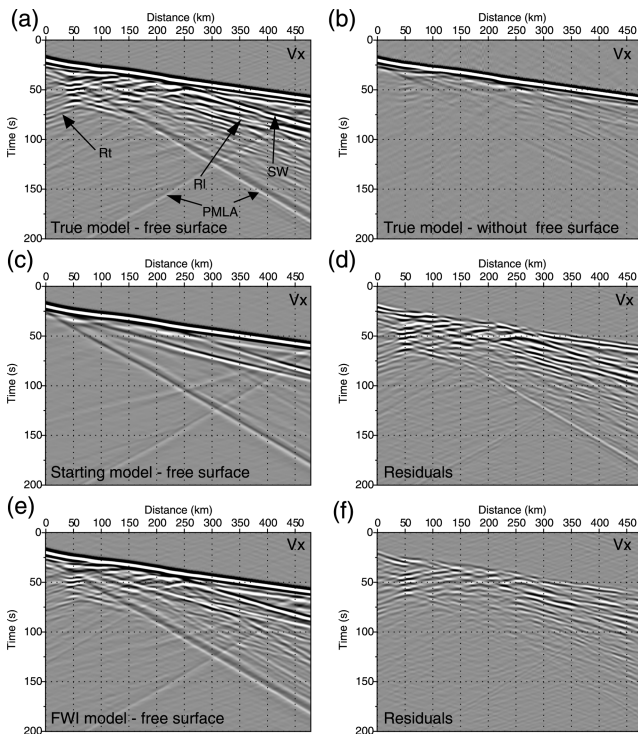 (a)
Distance (km)
0 50 100 150 200 250 300 350 400 450
Vx
0
50
100
150
200
Time (s)
Rt
Rl
SW
PMLA
True model - free surface
(b)
Distance (km)
0 50 100 150 200 250 300 350 400 450
Vx
0
50
100
150
200
Time (s)
True model - without free surface
(c)
Distance (km)
0 50 100 150 200 250 300 350 400 450
Vx
0
50
100
150
200
Time (s)
Starting model - free surface
(d)
Distance (km)
0 50 100 150 200 250 300 350 400 450
Vx
0
50
100
150
200
Time (s)
Residuals
(e)
Distance (km)
0 50 100 150 200 250 300 350 400 450
Vx
0
50
100
150
200
Time (s)
FWI model - free surface
(f)
Distance (km)
0 50 100 150 200 250 300 350 400 450
Vx
0
50
100
150
200
Time (s)
Residuals